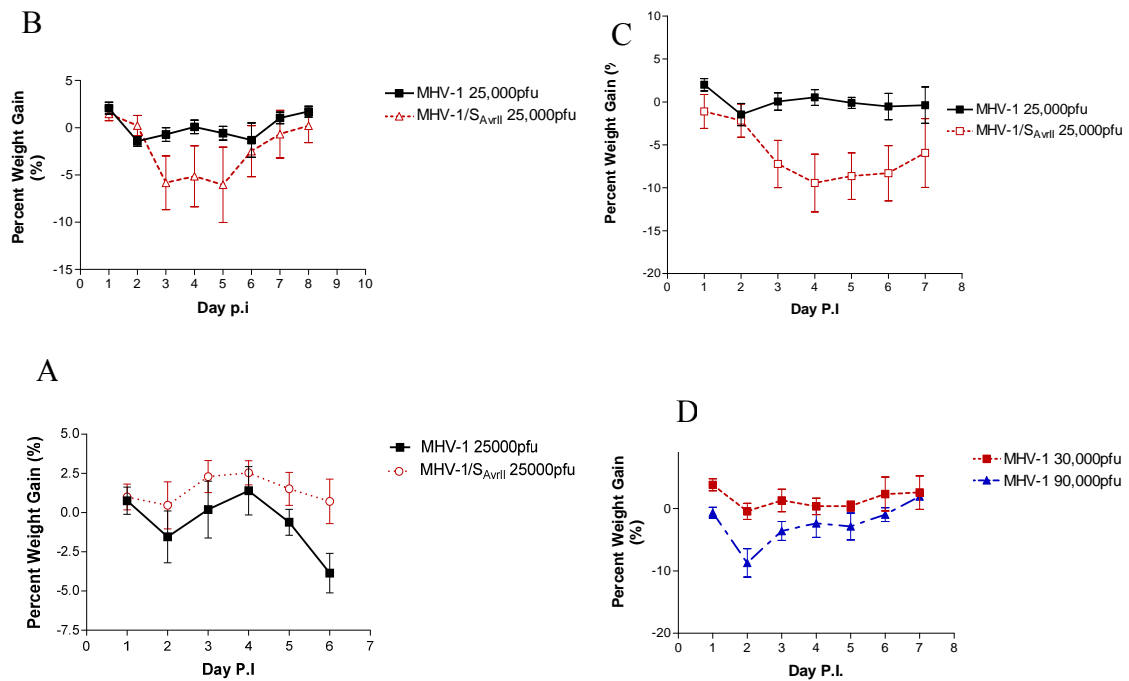 B
5
0
-5
-10
-15
0 1 2 3 4 5 6 7 8 9 10
Percent Weight Gain
(%)
Day p.i
MHV-1 25,000pfu
MHV-1/SAvrII 25,000pfu
C
10
5
0
-5
-10
-15
-20
0 1 2 3 4 5 6 7 8
Percent Weight Gain (%
Day P.I
MHV-1 25,000pfu
MHV-1/SAvrII 25,000pfu
A
5.0
2.5
0.0
-2.5
-5.0
-7.5
0 1 2 3 4 5 6 7
Percent Weight Gain (%)
Day P.I
MHV-1 25000pfu
MHV-1/SAvrII 25000pfu
D
0
-10
-20
0 1 2 3 4 5 6 7 8
Percent Weight Gain
(%)
Day P.I.
MHV-1 30,000pfu
MHV-1 90,000pfu